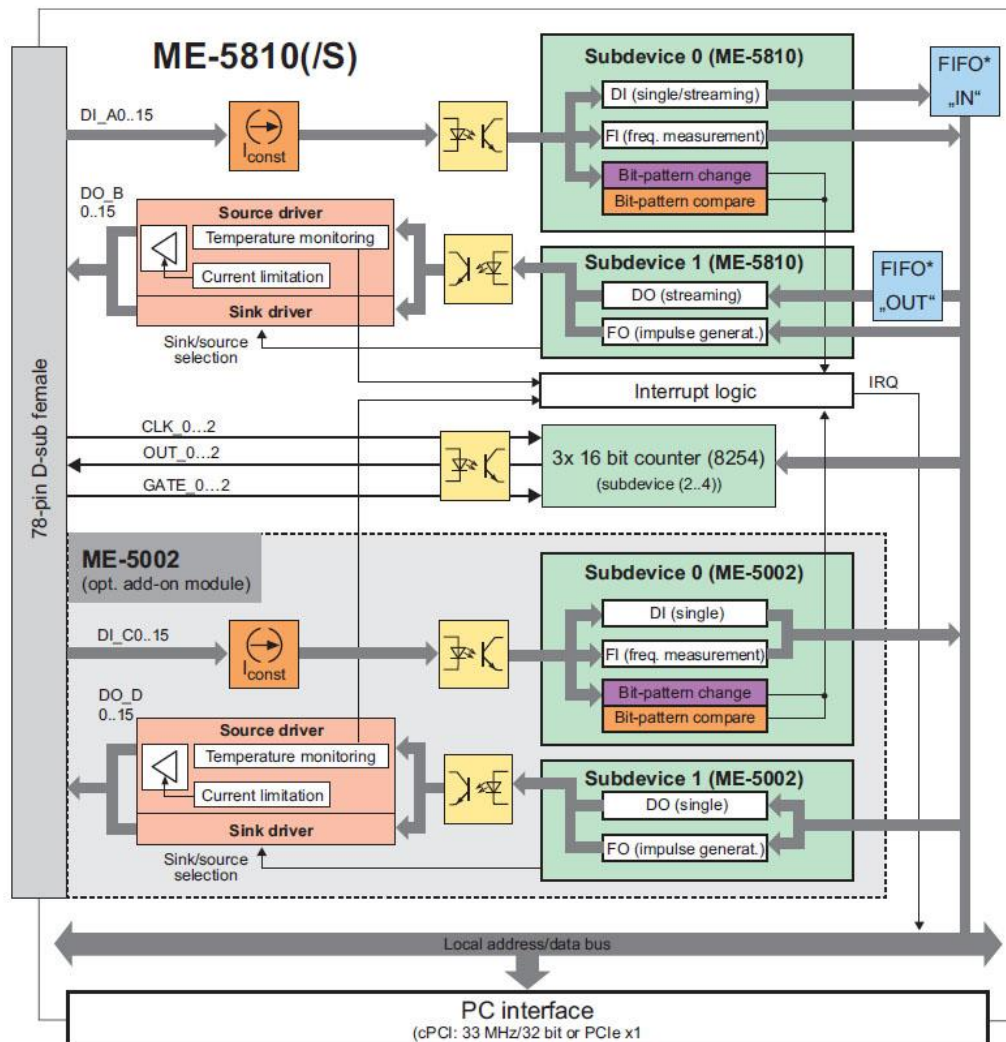 ME-5810(/S)
78-pin D-sub female
DI_A0..15
Iconst
Subdevice 0 (ME-5810)
DI (single/streaming)
FI (freq. measurement)
Bit-pattern change
Bit-pattern compare
FIFO*
„IN“
DO_B
0..15
Source driver
Temperature monitoring
Current limitation
Sink driver
Sink/source
selection
Subdevice 1 (ME-5810)
DO (streaming)
FO (impulse generat.)
FIFO*
„OUT“
Interrupt logic
IRQ
CLK_0...2
OUT_0...2
GATE_0...2
3x 16 bit counter (8254)
(subdevice (2..4))
ME-5002
(opt. add-on module)
DI_C0..15
Iconst
Subdevice 0 (ME-5002)
DI (single)
FI (freq. measurement)
Bit-pattern change
Bit-pattern compare
DO_D
0..15
Source driver
Temperature monitoring
Current limitation
Sink driver
Sink/source
selection
Subdevice 1 (ME-5002)
DO (single)
FO (impulse generat.)
Local address/data bus
PC interface
(cPCI: 33 MHz/32 bit or PCIe x1